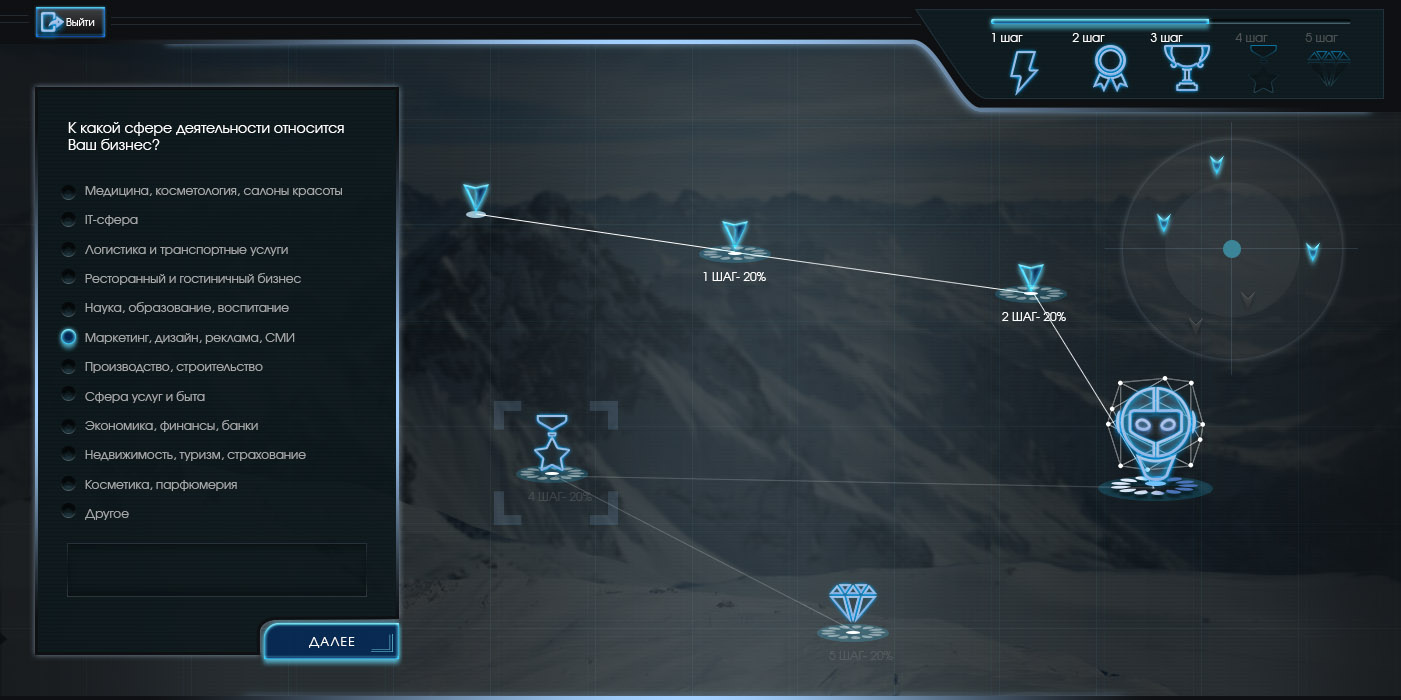 Выйти
1 шаг
2 шаг
3 шаг
4 шаг
5 шаг
К какой сфере деятельности относится
Ваш бизнес?
Медицина, косметология, салоны красоты
IT-сфера
Логистика и транспортные услуги
Ресторанный и гостиничный бизнес
Наука, образование, воспитание
Маркетинг, дизайн, реклама, СМИ
Производство, строительство
Сфера услуг и быта
Экономика, финансы, банки
Недвижимость, туризм, страхование
Косметика, парфюмерия
Другое
ДАЛЕЕ
1 ШАГ- 20%
2 ШАГ- 20%
4 ШАГ- 20%
5 ШАГ- 20%